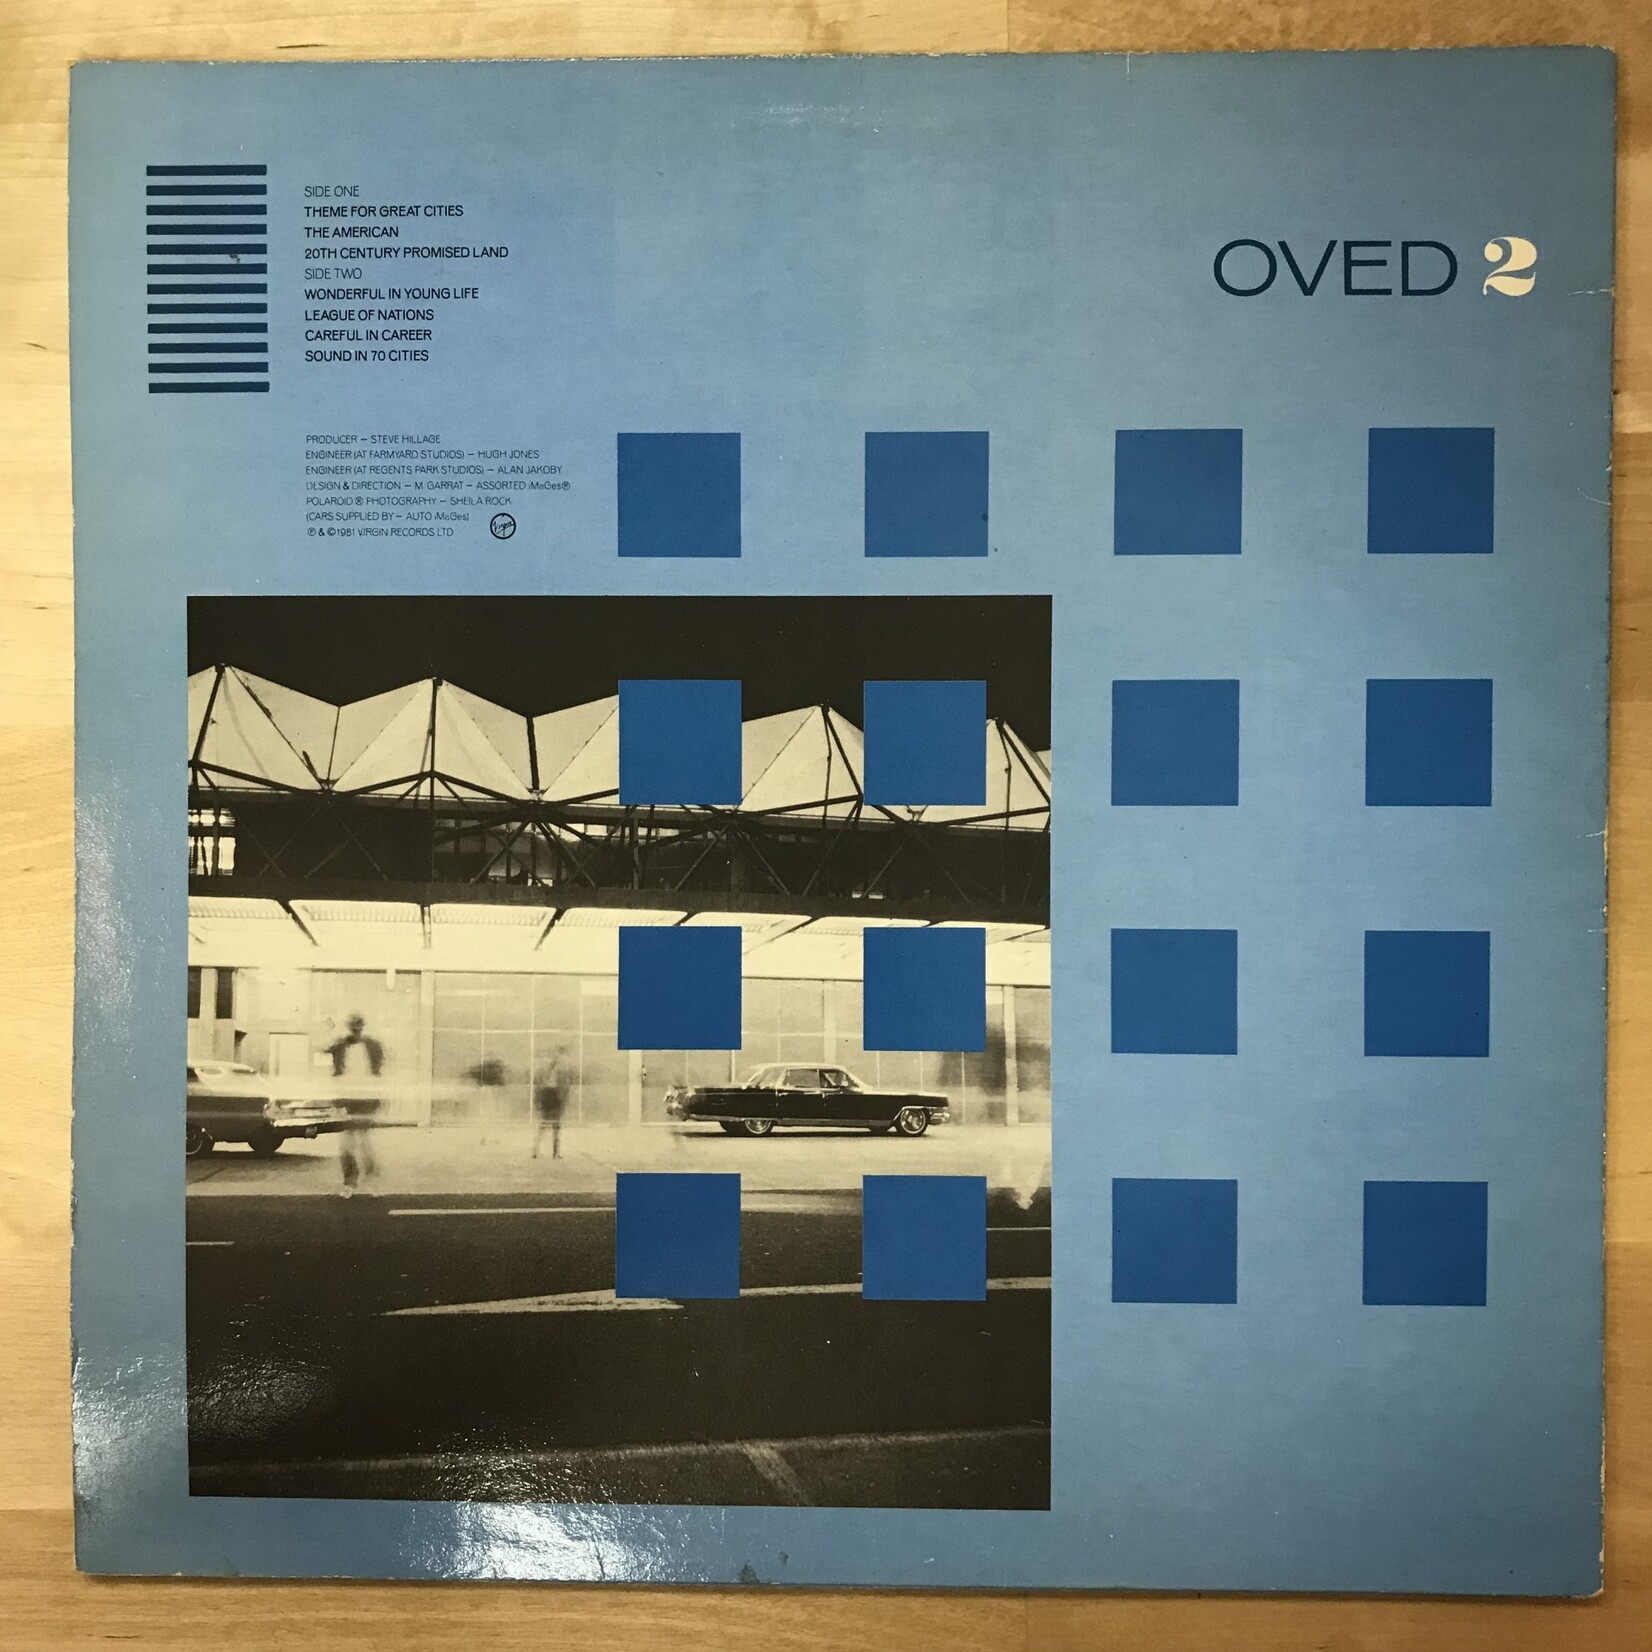 SIDE ONE
THEME FOR GREAT CITIES
THE AMERICAN
20TH CENTURY PROMISED LAND
SIDE TWO
WONDERFUL IN YOUNG LIFE
LEAGUE OF NATIONS
CAREFUL IN CAREER
SOUND IN 70 CITIES
OVED 2
PRODUCER – STEVE HILLAGE
ENGINEER (AT FARMYARD STUDIOS) – HUGH JONES
ENGINEER (AT REGENTS PARK STUDIOS) – ALAN JAKOBY
DESIGN & DIRECTION – M. GARRAT – ASSORTED iMaGes®
POLAROID ® PHOTOGRAPHY – SHEILA ROCK
(CARS SUPPLIED BY – AUTO iMaGes)
℗ & © 1981 VIRGIN RECORDS LTD
Virgin